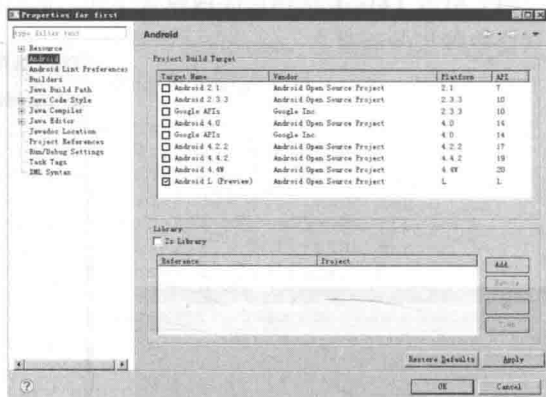 Properties for first
type filter text
Resource
Android
Android Lint Preferences
Builders
Java Build Path
Java Code Style
Java Compiler
Java Editor
Javadoc Location
Project References
Run/Debug Settings
Task Tags
XML Syntax
Android
Project Build Target
Target Name Vendor Platform API
Android 2.1 Android Open Source Project 2.1 7
Android 2.3.3 Android Open Source Project 2.3.3 10
Google APIs Google Inc. 2.3.3 10
Android 4.0 Android Open Source Project 4.0 14
Google APIs Google Inc. 4.0 14
Android 4.2.2 Android Open Source Project 4.2.2 17
Android 4.4.2 Android Open Source Project 4.4.2 19
Android 4.4W Android Open Source Project 4.4W 20
Android L (Preview) Android Open Source Project L L
Library
Is Library
Reference Project
Add...
Remove
Up
Down
Restore Defaults Apply
OK Cancel